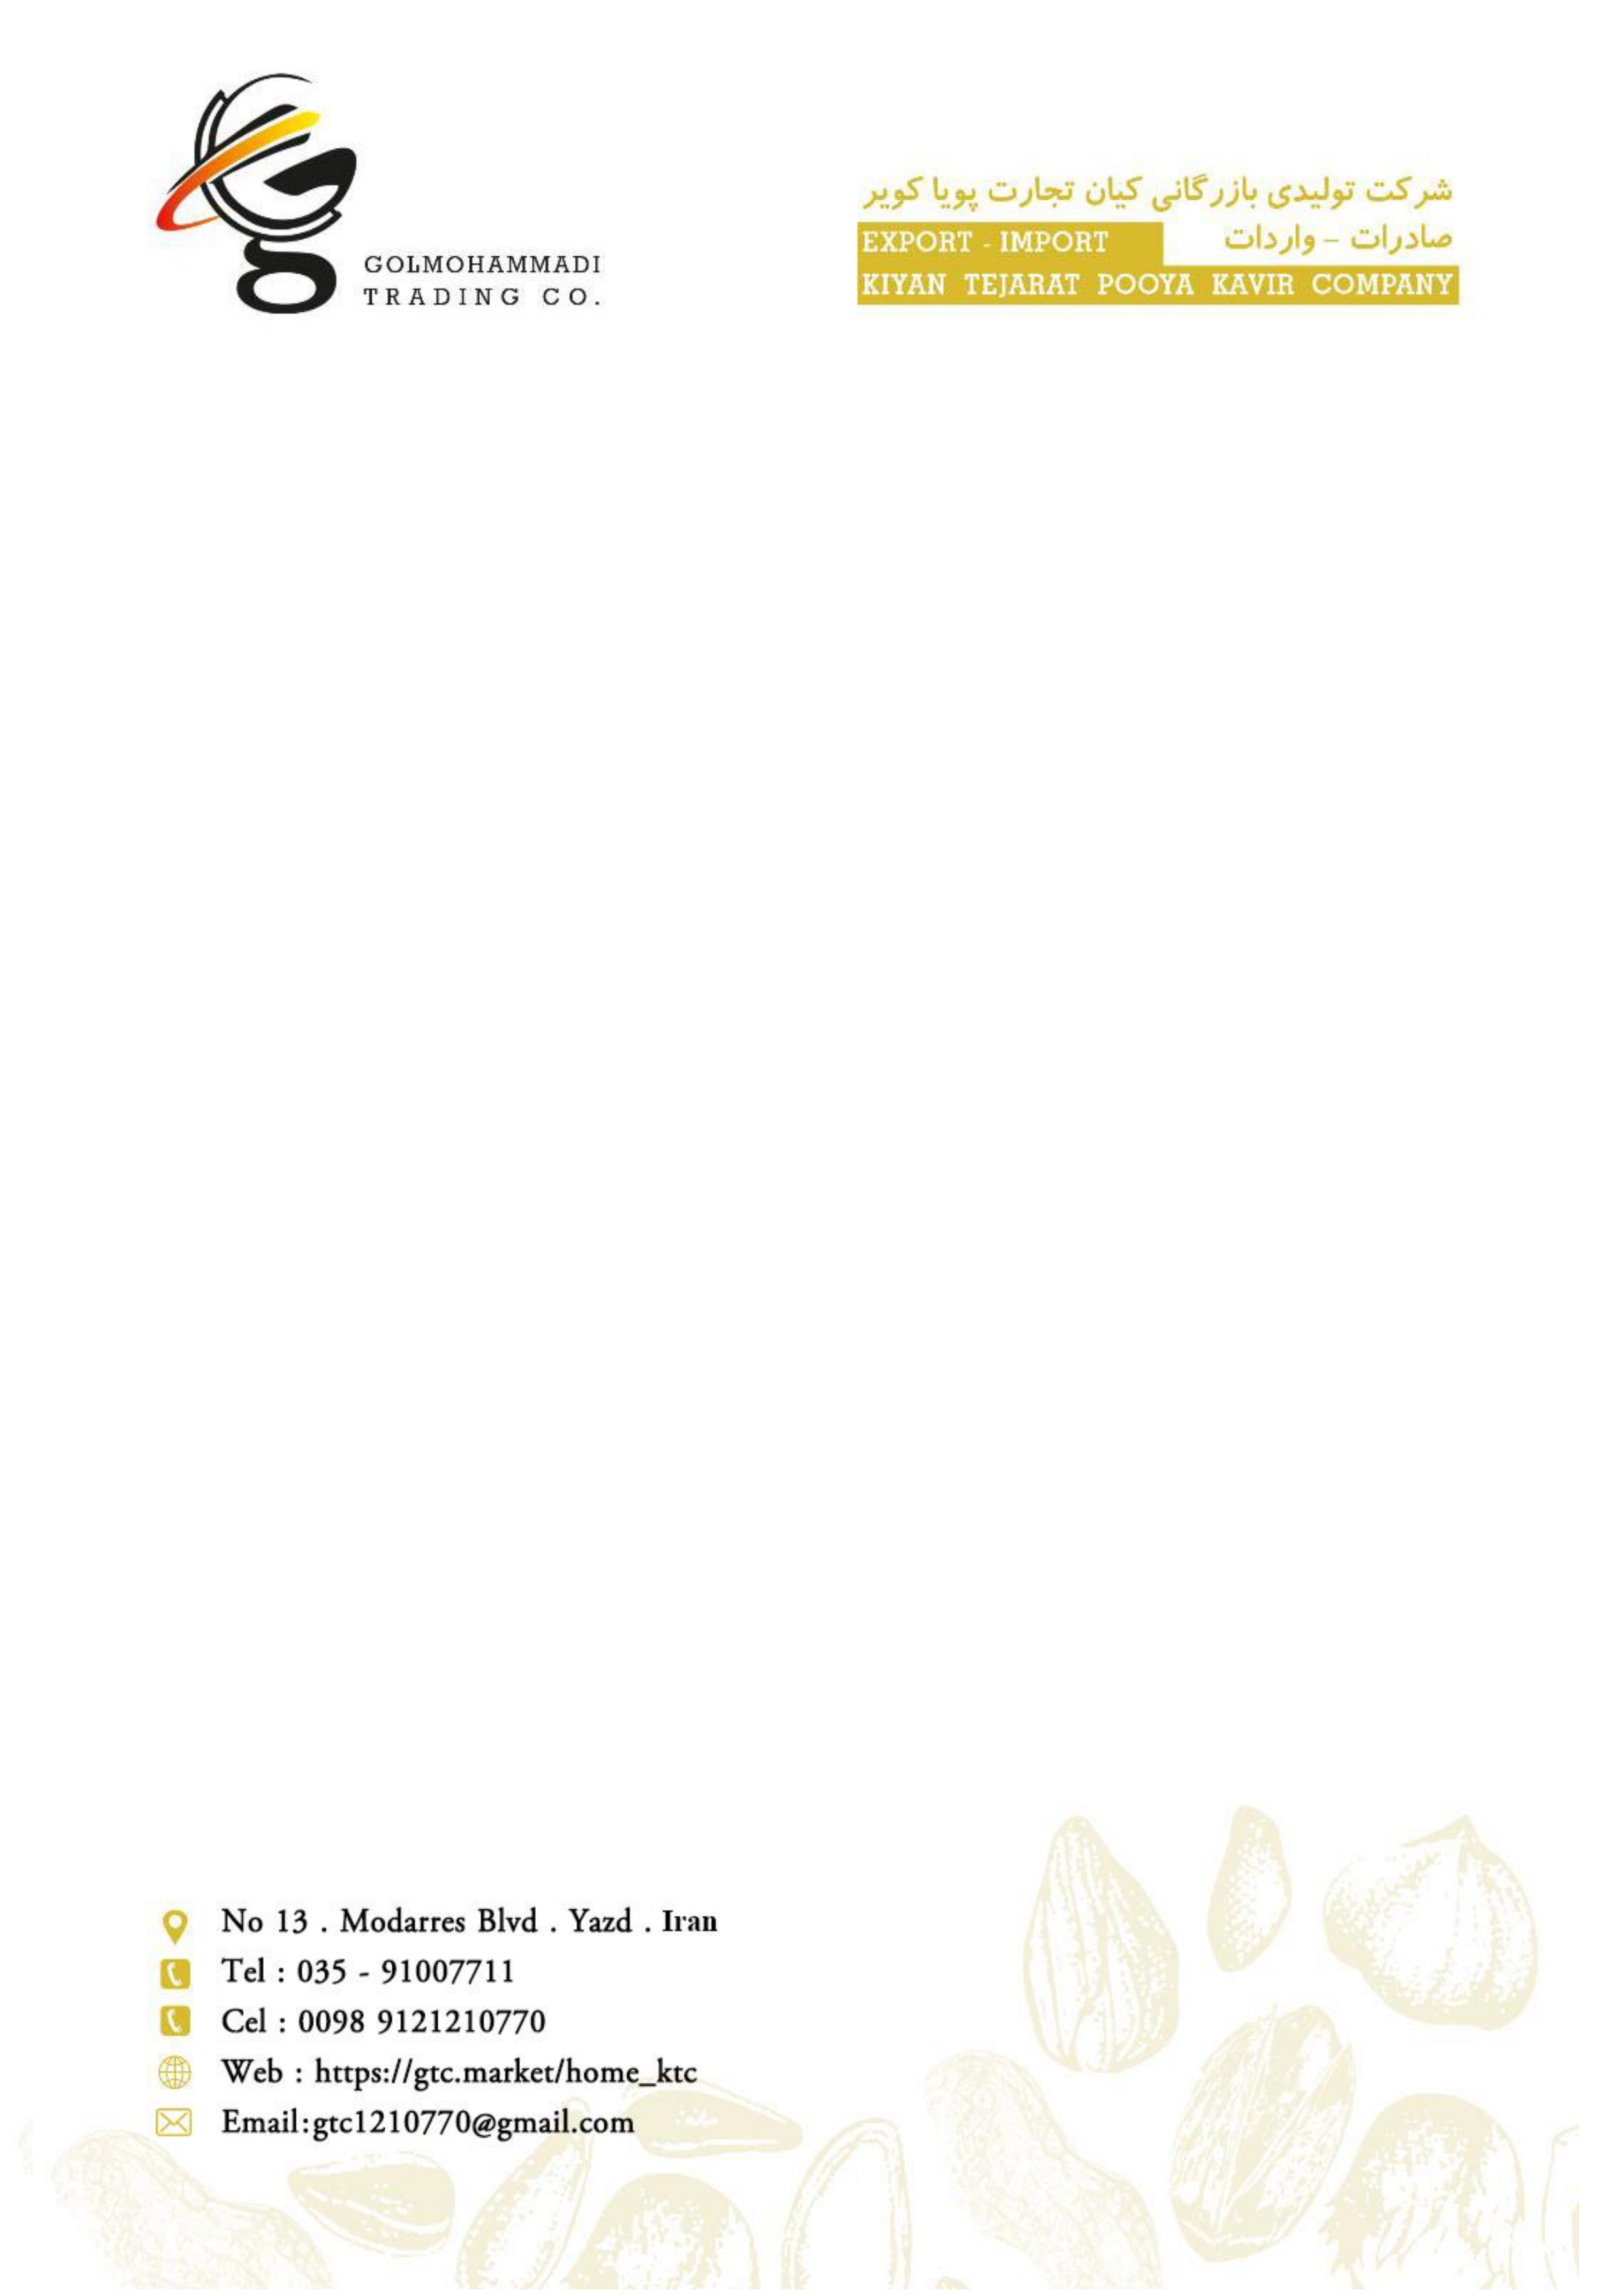 GOLMOHAMMADI
TRADING CO.
شرکت تولیدی بازرگانی کیان تجارت پویا کویر
صادرات - واردات
EXPORT - IMPORT
KIYAN TEJARAT POOYA KAVIR COMPANY
No 13 . Modarres Blvd . Yazd . Iran
Tel : 035 - 91007711
Cel : 0098 9121210770
Web : https://gtc.market/home_ktc
Email:gtc1210770@gmail.com